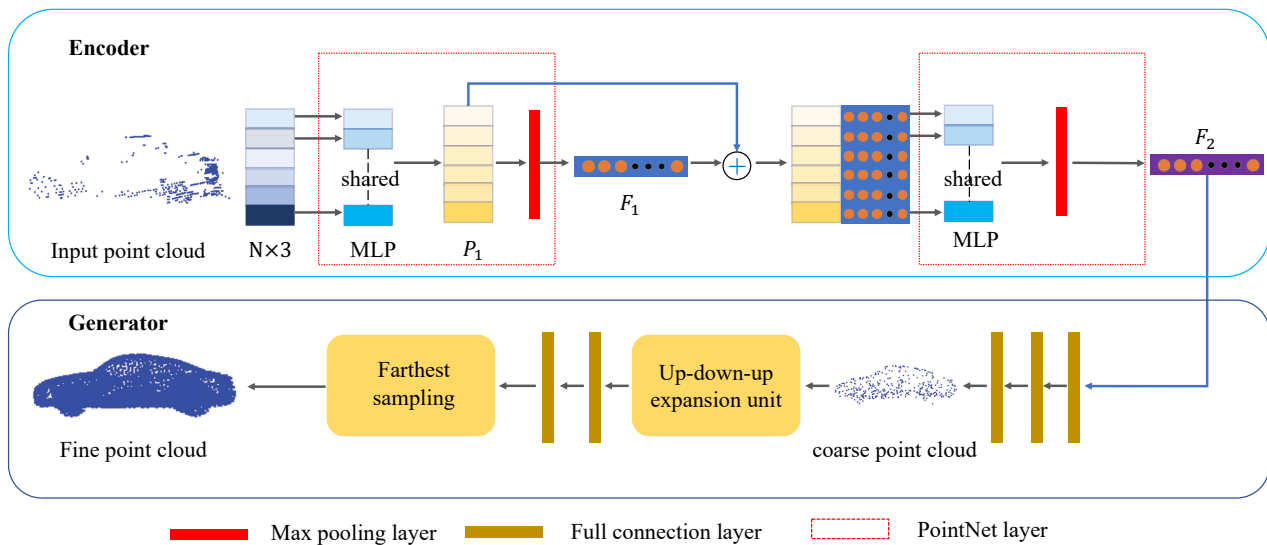 Encoder
Input point cloud
N×3
shared
MLP
P₁
F₁
+
shared
MLP
F₂
Generator
Fine point cloud
Farthest
sampling
Up-down-up
expansion unit
coarse point cloud
Max pooling layer
Full connection layer
PointNet layer